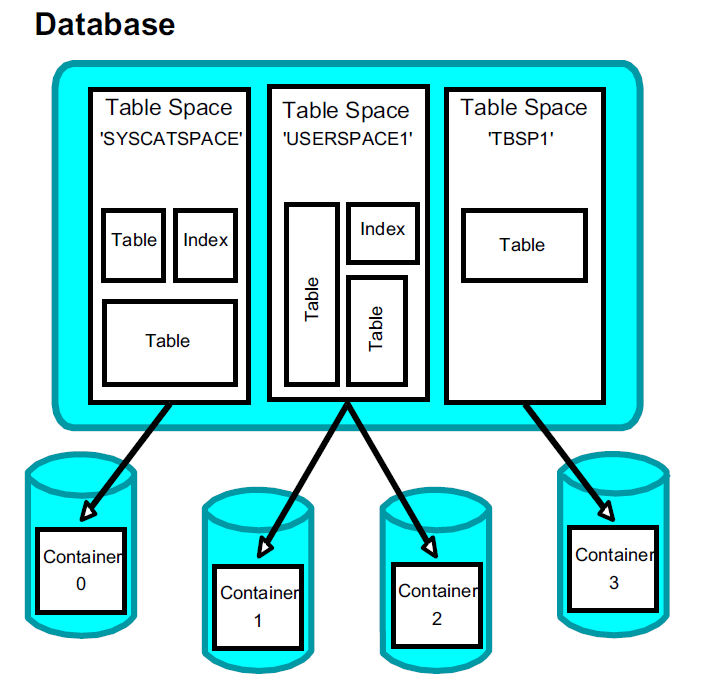 Database
Table Space
'SYSCATSPACE'
Table
Index
Table
Table Space
'USERSPACE1'
Table
Index
Table
Table Space
'TBSP1'
Table
Container
0
Container
1
Container
2
Container
3